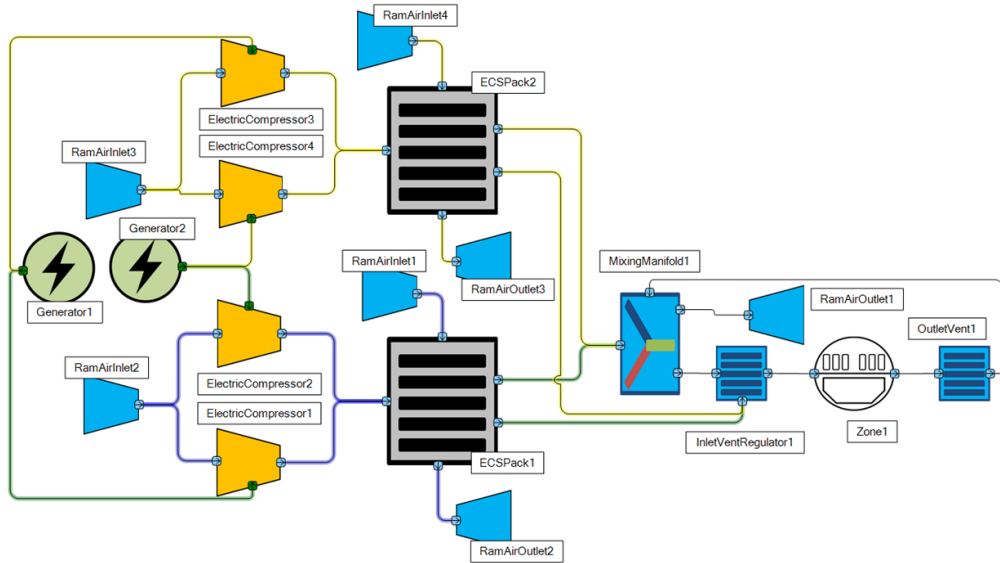 RamAirInlet4
ECSPack2
ElectricCompressor3
ElectricCompressor4
RamAirInlet3
Generator2
RamAirInlet1
MixingManifold1
RamAirOutlet3
RamAirOutlet1
Generator1
OutletVent1
RamAirInlet2
ElectricCompressor2
ElectricCompressor1
Zone1
InletVentRegulator1
ECSPack1
RamAirOutlet2